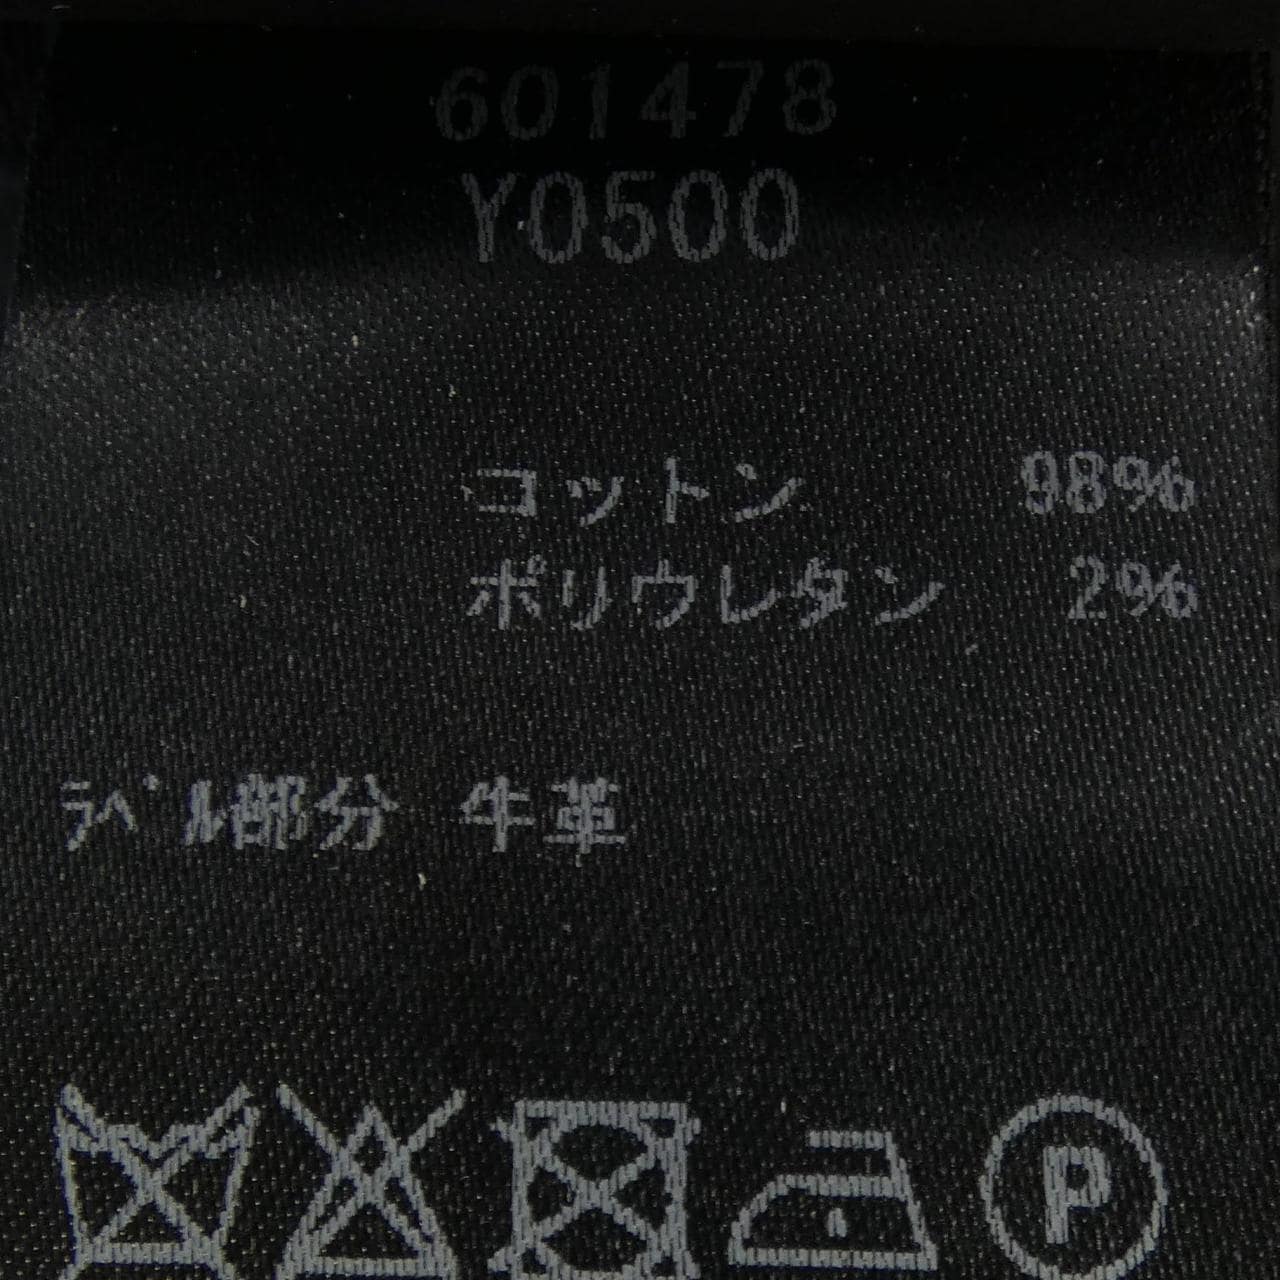 601478
Y0500
コットン 98%
ポリウレタン 2%
ﾗﾍﾞﾙ部分 牛革
P